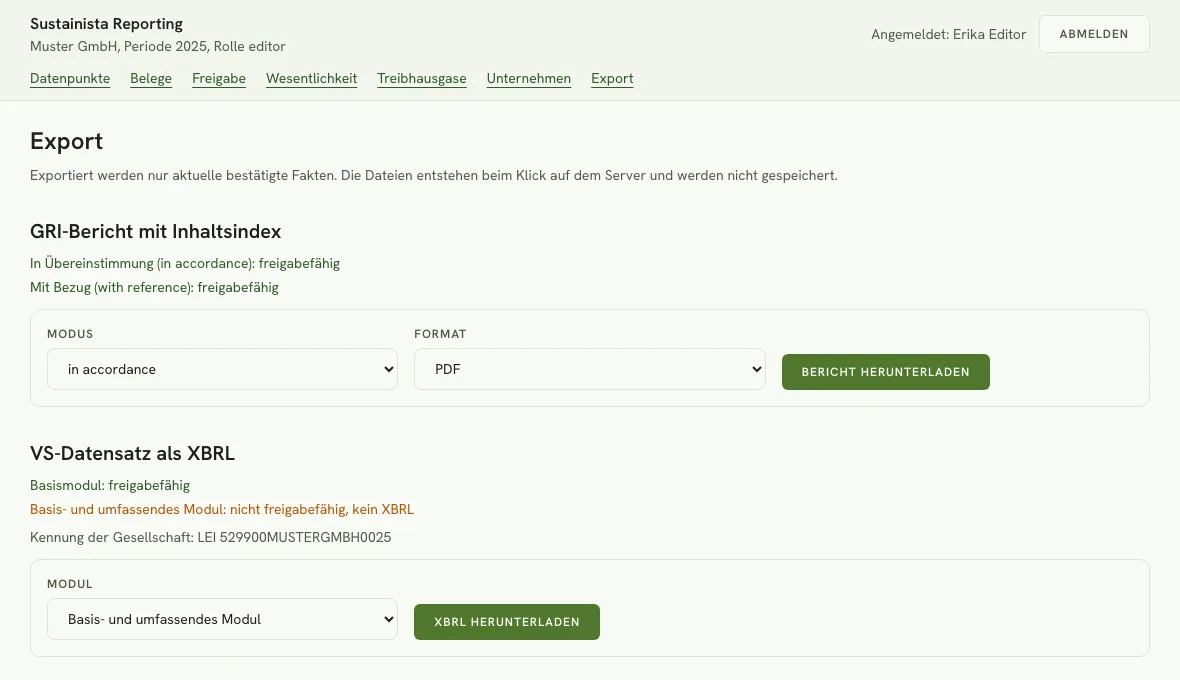 Sustainista Reporting
Muster GmbH, Periode 2025, Rolle editor
Angemeldet: Erika Editor
ABMELDEN
Datenpunkte Belege Freigabe Wesentlichkeit Treibhausgase Unternehmen Export
Export
Exportiert werden nur aktuelle bestätigte Fakten. Die Dateien entstehen beim Klick auf dem Server und werden nicht gespeichert.
GRI-Bericht mit Inhaltsindex
In Übereinstimmung (in accordance): freigabefähig
Mit Bezug (with reference): freigabefähig
MODUS FORMAT
in accordance PDF BERICHT HERUNTERLADEN
VS-Datensatz als XBRL
Basismodul: freigabefähig
Basis- und umfassendes Modul: nicht freigabefähig, kein XBRL
Kennung der Gesellschaft: LEI 529900MUSTERGMBH0025
MODUL
Basis- und umfassendes Modul XBRL HERUNTERLADEN